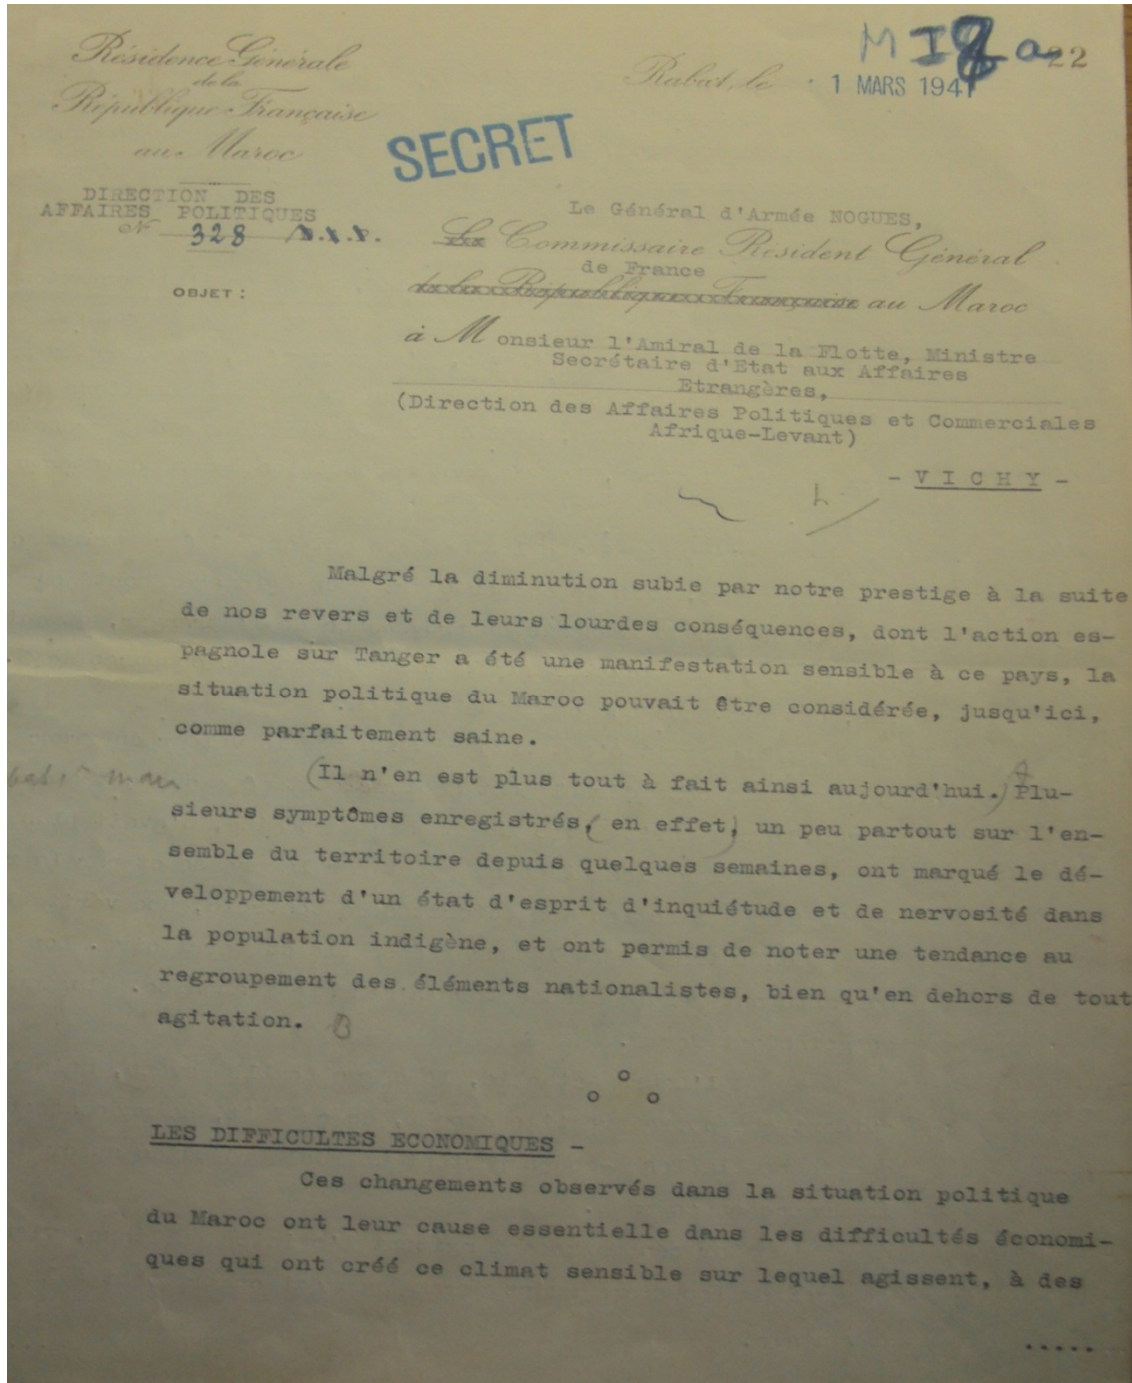 Résidence Générale
de la
République Française
au Maroc
DIRECTION DES
AFFAIRES POLITIQUES
N° 328
OBJET :
SECRET
Rabat, le 1 MARS 1941
22
Le Général d'Armée NOGUES,
Commissaire Résident Général
de France
de la République Française au Maroc
à Monsieur l'Amiral de la Flotte, Ministre
Secrétaire d'Etat aux Affaires
Etrangères,
(Direction des Affaires Politiques et Commerciales
Afrique-Levant)
- VICHY -
Malgré la diminution subie par notre prestige à la suite
de nos revers et de leurs lourdes conséquences, dont l'action es-
pagnole sur Tanger a été une manifestation sensible à ce pays, la
situation politique du Maroc pouvait être considérée, jusqu'ici,
comme parfaitement saine.
(Il n'en est plus tout à fait ainsi aujourd'hui.) Plu-
sieurs symptômes enregistrés, (en effet,) un peu partout sur l'en-
semble du territoire depuis quelques semaines, ont marqué le dé-
veloppement d'un état d'esprit d'inquiétude et de nervosité dans
la population indigène, et ont permis de noter une tendance au
regroupement des éléments nationalistes, bien qu'en dehors de tout
agitation.
LES DIFFICULTES ECONOMIQUES -
Ces changements observés dans la situation politique
du Maroc ont leur cause essentielle dans les difficultés économi-
ques qui ont créé ce climat sensible sur lequel agissent, à des
.....